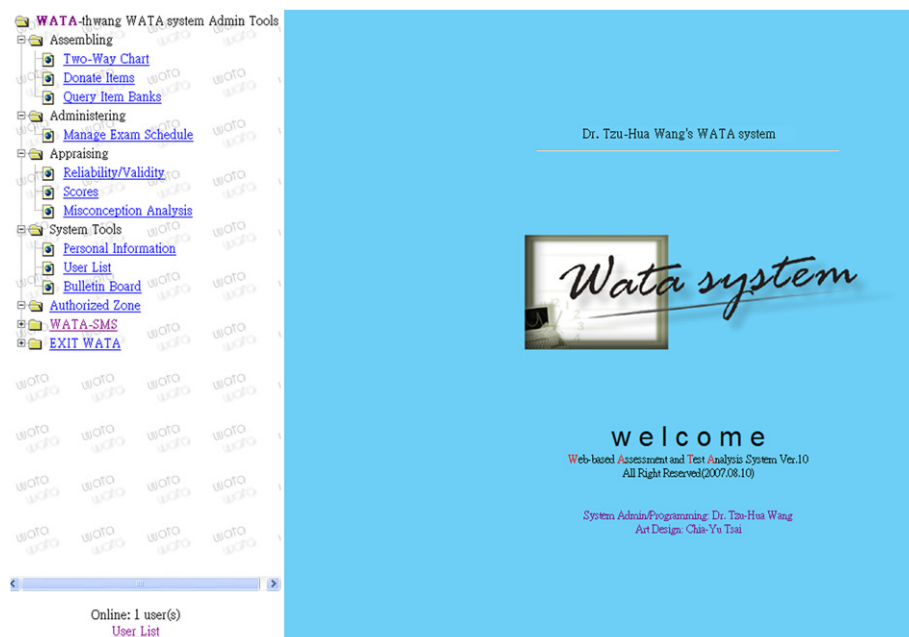 WATA-thwang WATA system Admin Tools
Assembling
Two-Way Chart
Donate Items
Query Item Banks
Administering
Manage Exam Schedule
Appraising
Reliability/Validity
Scores
Misconception Analysis
System Tools
Personal Information
User List
Bulletin Board
Authorized Zone
WATA-SMS
EXIT WATA
Online: 1 user(s)
User List
Dr. Tzu-Hua Wang's WATA system
Wata system
welcome
Web-based Assessment and Test Analysis System Ver.10
All Right Reserved(2007.08.10)
System Admin/Programming: Dr. Tzu-Hua Wang
Art Design: Chia-Yu Tsai